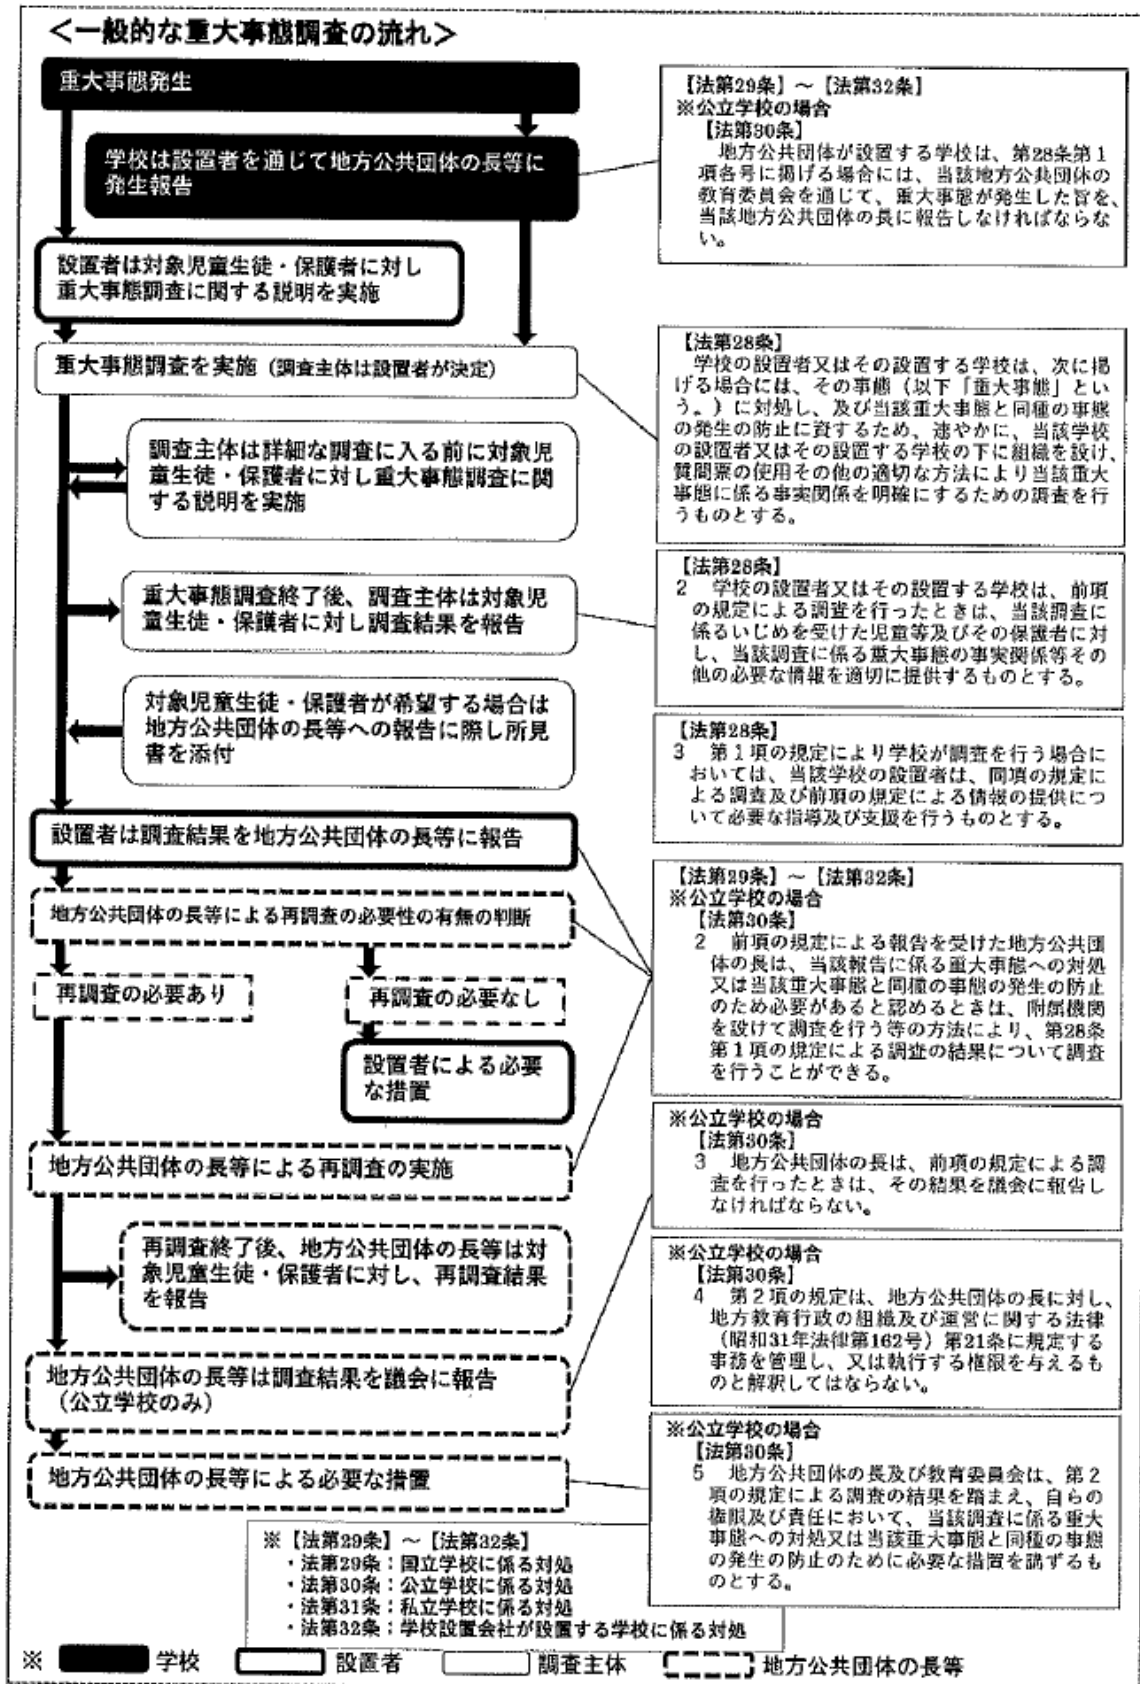 ＜一般的な重大事態調査の流れ＞
重大事態発生
学校は設置者を通じて地方公共団体の長等に
発生報告
設置者は対象児童生徒・保護者に対し
重大事態調査に関する説明を実施
重大事態調査を実施（調査主体は設置者が決定）
調査主体は詳細な調査に入る前に対象児
童生徒・保護者に対し重大事態調査に関
する説明を実施
重大事態調査終了後、調査主体は対象児
童生徒・保護者に対し調査結果を報告
対象児童生徒・保護者が希望する場合は
地方公共団体の長等への報告に際し所見
書を添付
設置者は調査結果を地方公共団体の長等に報告
地方公共団体の長等による再調査の必要性の有無の判断
再調査の必要あり
再調査の必要なし
設置者による必要
な措置
地方公共団体の長等による再調査の実施
再調査終了後、地方公共団体の長等は対
象児童生徒・保護者に対し、再調査結果
を報告
地方公共団体の長等は調査結果を議会に報告
（公立学校のみ）
地方公共団体の長等による必要な措置
【法第29条】～【法第32条】
※公立学校の場合
【法第30条】
地方公共団体が設置する学校は、第28条第1
項各号に掲げる場合には、当該地方公共団体の
教育委員会を通じて、重大事態が発生した旨を、
当該地方公共団体の長に報告しなければならな
い。
【法第28条】
学校の設置者又はその設置する学校は、次に掲
げる場合には、その事態（以下「重大事態」とい
う。）に対処し、及び当該重大事態と同種の事態
の発生の防止に資するため、速やかに、当該学校
の設置者又はその設置する学校の下に組織を設け、
質問票の使用その他の適切な方法により当該重大
事態に係る事実関係を明確にするための調査を行
うものとする。
【法第28条】
2　学校の設置者又はその設置する学校は、前項
の規定による調査を行ったときは、当該調査に
係るいじめを受けた児童等及びその保護者に対
し、当該調査に係る重大事態の事実関係等その
他の必要な情報を適切に提供するものとする。
【法第28条】
3　第1項の規定により学校が調査を行う場合に
おいては、当該学校の設置者は、同項の規定に
よる調査及び前項の規定による情報の提供につ
いて必要な指導及び支援を行うものとする。
【法第29条】～【法第32条】
※公立学校の場合
【法第30条】
2　前項の規定による報告を受けた地方公共団
体の長は、当該報告に係る重大事態への対処
又は当該重大事態と同種の事態の発生の防止
のため必要があると認めるときは、附属機関
を設けて調査を行う等の方法により、第28条
第1項の規定による調査の結果について調査
を行うことができる。
※公立学校の場合
【法第30条】
3　地方公共団体の長は、前項の規定による調
査を行ったときは、その結果を議会に報告し
なければならない。
※公立学校の場合
【法第30条】
4　第2項の規定は、地方公共団体の長に対し、
地方教育行政の組織及び運営に関する法律
（昭和31年法律第162号）第21条に規定する
事務を管理し、又は執行する権限を与えるも
のと解釈してはならない。
※公立学校の場合
【法第30条】
5　地方公共団体の長及び教育委員会は、第2
項の規定による調査の結果を踏まえ、自らの
権限及び責任において、当該調査に係る重大
事態への対処又は当該重大事態と同種の事態
の発生の防止のために必要な措置を講ずるも
のとする。
※【法第29条】～【法第32条】
・法第29条：国立学校に係る対処
・法第30条：公立学校に係る対処
・法第31条：私立学校に係る対処
・法第32条：学校設置会社が設置する学校に係る対処
※　学校　設置者　調査主体　地方公共団体の長等